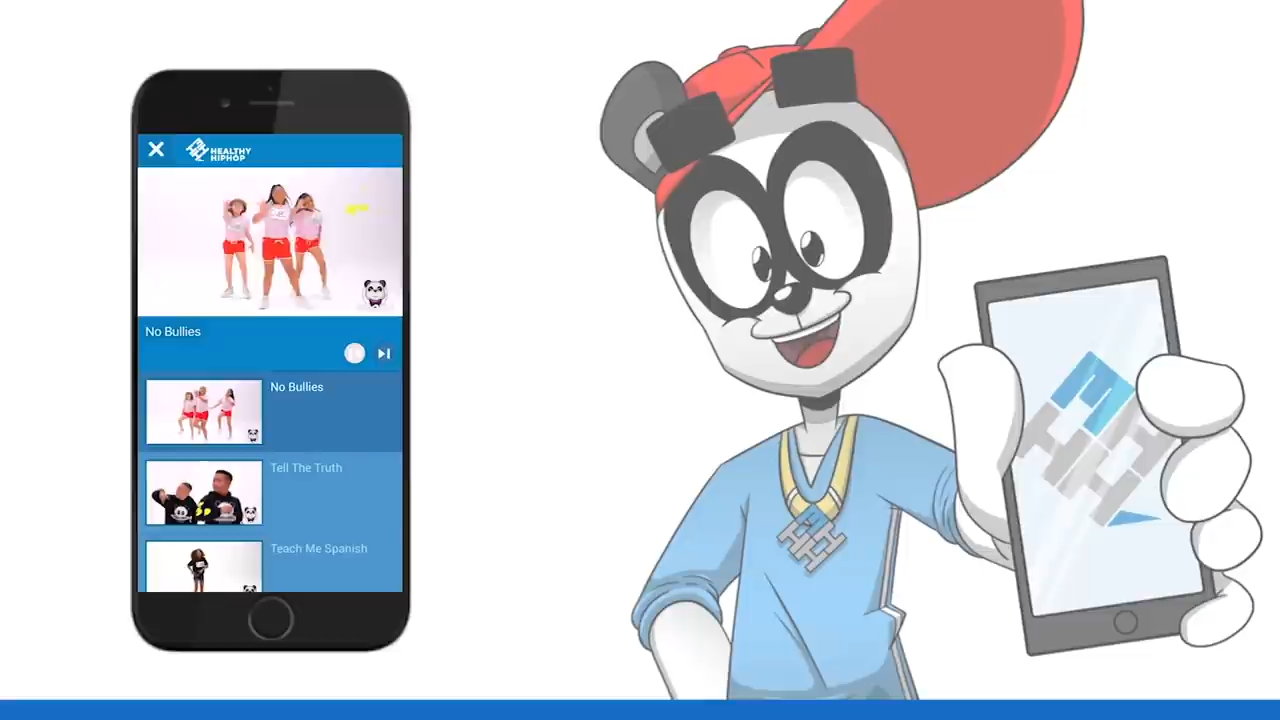 HEALTHY
HIPHOP
No Bullies
No Bullies
Tell The Truth
Teach Me Spanish